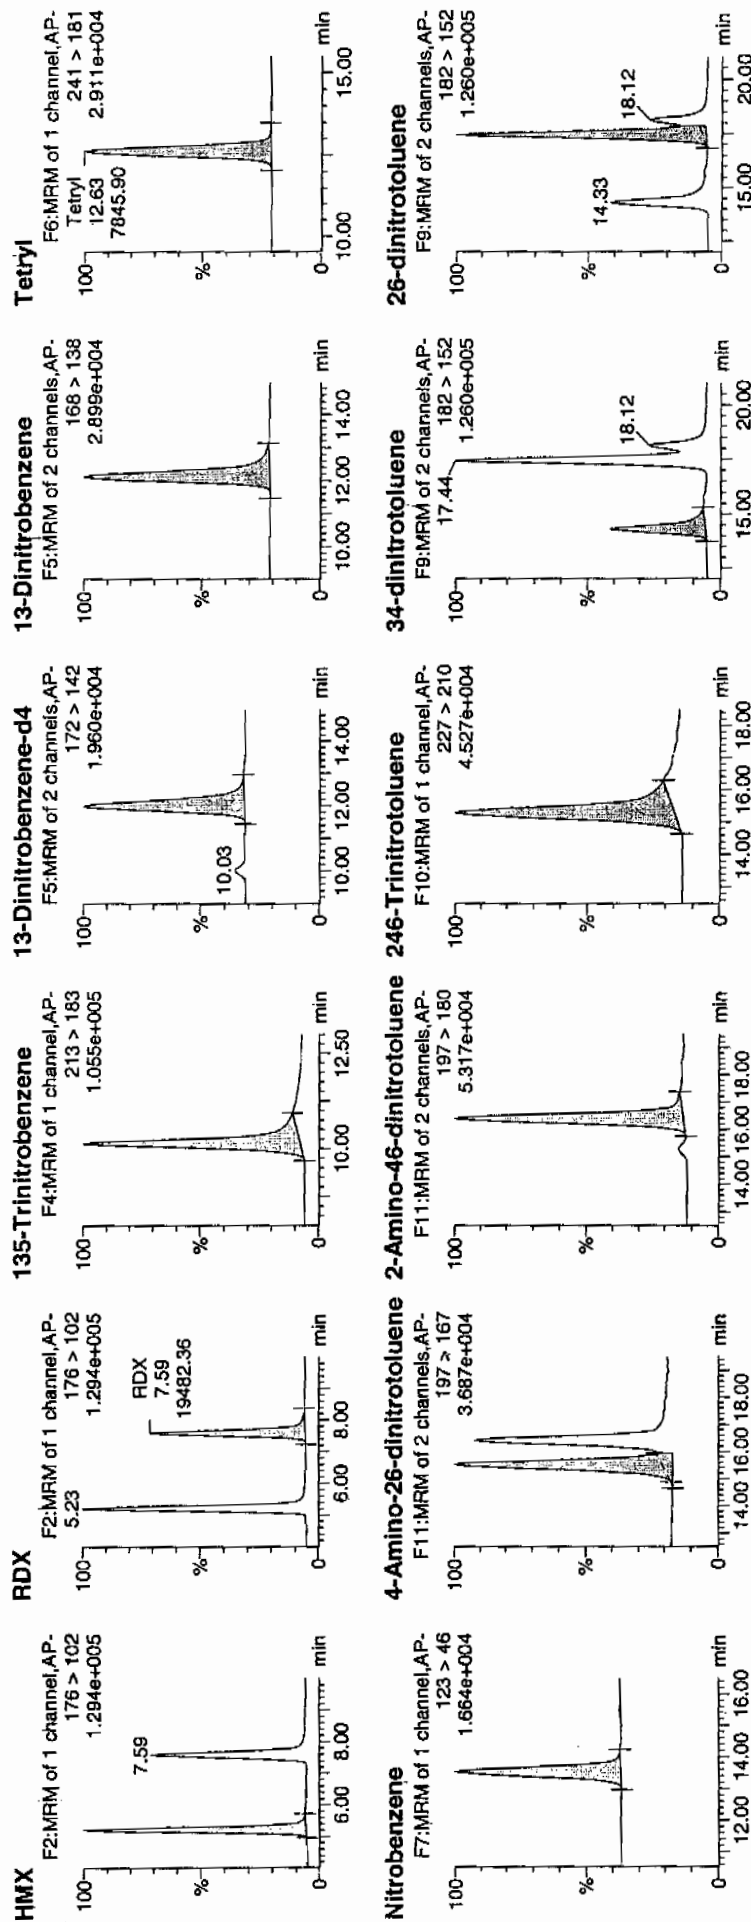 HMX
F2:MRM of 1 channel,AP-
176 > 102
1.294e+005
100
7.59
%
0
6.00 8.00 min
RDX
F2:MRM of 1 channel,AP-
176 > 102
1.294e+005
100
5.23
RDX
7.59
19482.36
%
0
6.00 8.00 min
135-Trinitrobenzene
F4:MRM of 1 channel,AP-
213 > 183
1.055e+005
100
%
0
10.00 12.50 min
13-Dinitrobenzene-d4
F5:MRM of 2 channels,AP-
172 > 142
1.960e+004
100
10.03
%
0
10.00 12.00 14.00 min
13-Dinitrobenzene
F5:MRM of 2 channels,AP-
168 > 138
2.899e+004
100
%
0
10.00 12.00 14.00 min
Tetryl
F6:MRM of 1 channel,AP-
241 > 181
2.911e+004
100
Tetryl
12.63
7845.90
%
0
10.00 15.00 min
Nitrobenzene
F7:MRM of 1 channel,AP-
123 > 46
1.664e+004
100
%
0
12.00 14.00 16.00 min
4-Amino-26-dinitrotoluene
F11:MRM of 2 channels,AP-
197 > 167
3.687e+004
100
%
0
14.00 16.00 18.00 min
2-Amino-46-dinitrotoluene
F11:MRM of 2 channels,AP-
197 > 180
5.317e+004
100
%
0
14.00 16.00 18.00 min
246-Trinitrotoluene
F10:MRM of 1 channel,AP-
227 > 210
4.527e+004
100
%
0
14.00 16.00 18.00 min
34-dinitrotoluene
F9:MRM of 2 channels,AP-
182 > 152
1.260e+005
100
17.44
18.12
%
0
15.00 20.00 min
26-dinitrotoluene
F9:MRM of 2 channels,AP-
182 > 152
1.260e+005
100
14.33
18.12
%
0
15.00 20.00 min